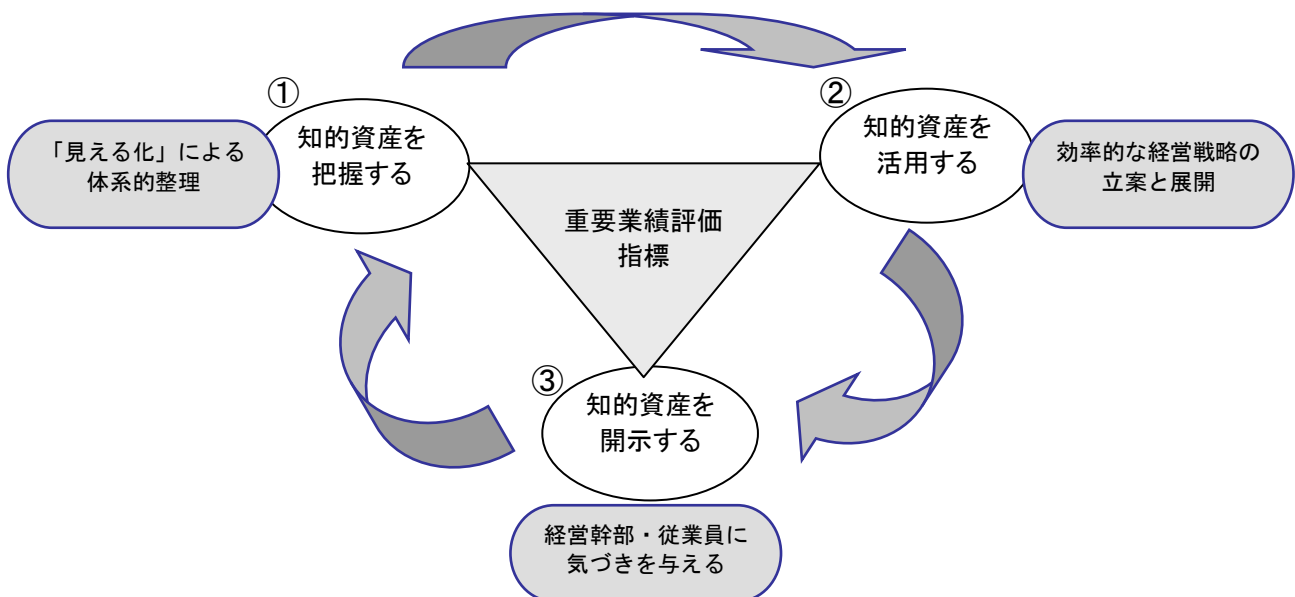 ①
知的資産を
把握する
「見える化」による
体系的整理
②
知的資産を
活用する
効率的な経営戦略の
立案と展開
重要業績評価
指標
③
知的資産を
開示する
経営幹部・従業員に
気づきを与える